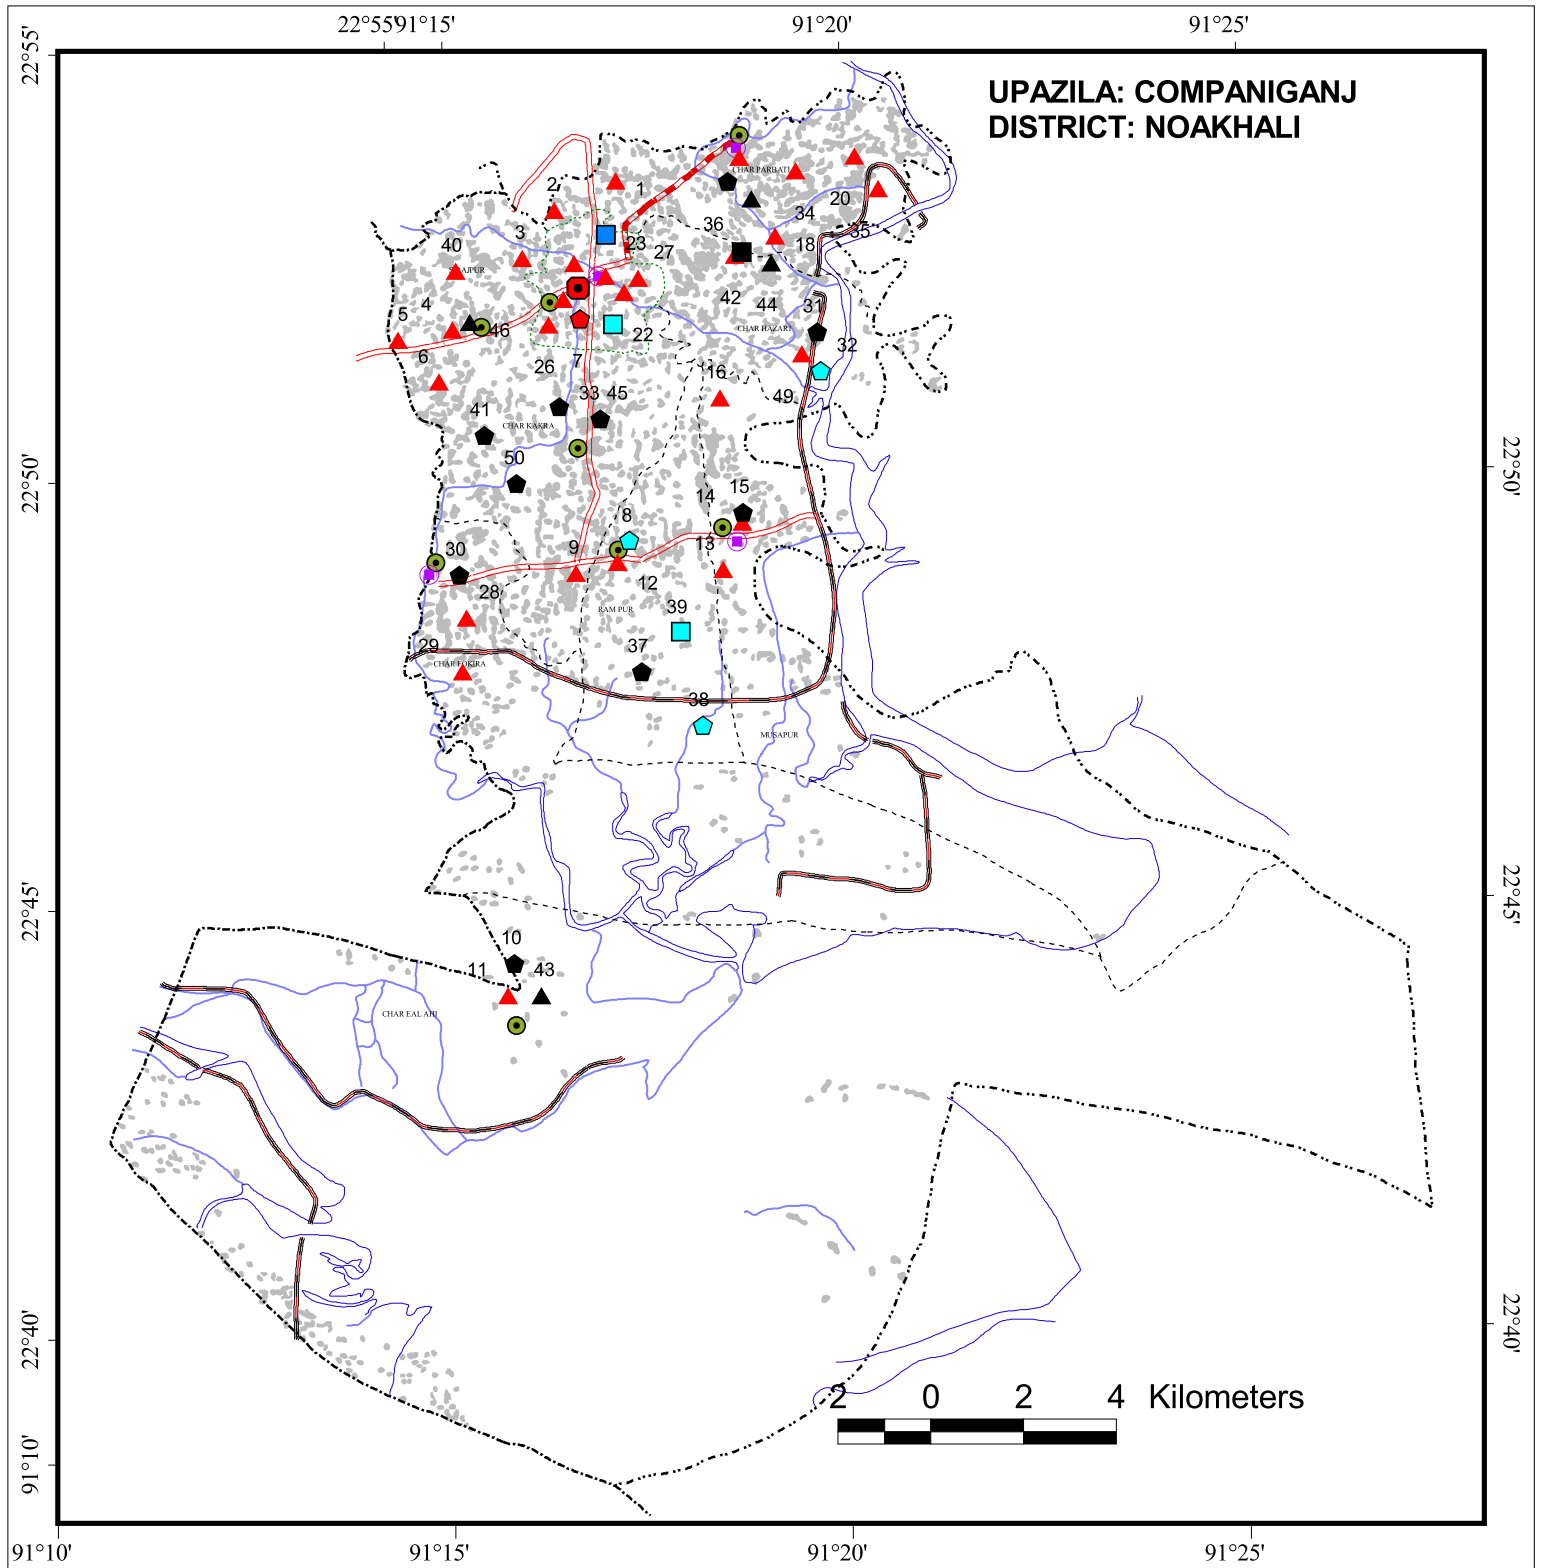 22°55' 91°15' 91°20' 91°25'
22°55'
UPAZILA: COMPANIGANJ
DISTRICT: NOAKHALI
CHAR PARBATI
2 1
20
34
36
3 23 18 35
40 27
SIRAJPUR
4 42 44
5 31
46 CHAR HAZARI
22 32
6 26 7
16
33 45 49
41 CHAR KAKRA
50
22°50' 22°50'
14 15
8
9 13
30
12
28
RAM PUR 39
29 37
CHAR FOKIRA
38
MUSAPUR
22°45' 22°45'
10
11 43
CHAR EALAHI
22°40' 22°40'
2 0 2 4 Kilometers
91°10'
91°10' 91°15' 91°20' 91°25'